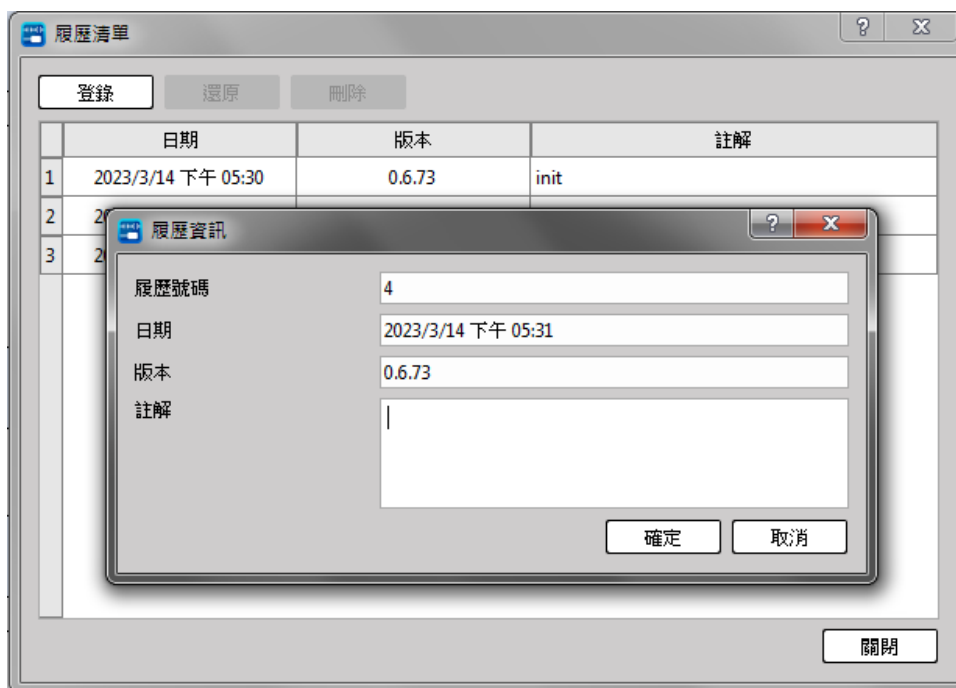 履歷清單
登錄 還原 刪除
日期 版本 註解
1 2023/3/14 下午 05:30 0.6.73 init
2 20
3 20
履歷資訊
履歷號碼 4
日期 2023/3/14 下午 05:31
版本 0.6.73
註解
確定 取消
關閉